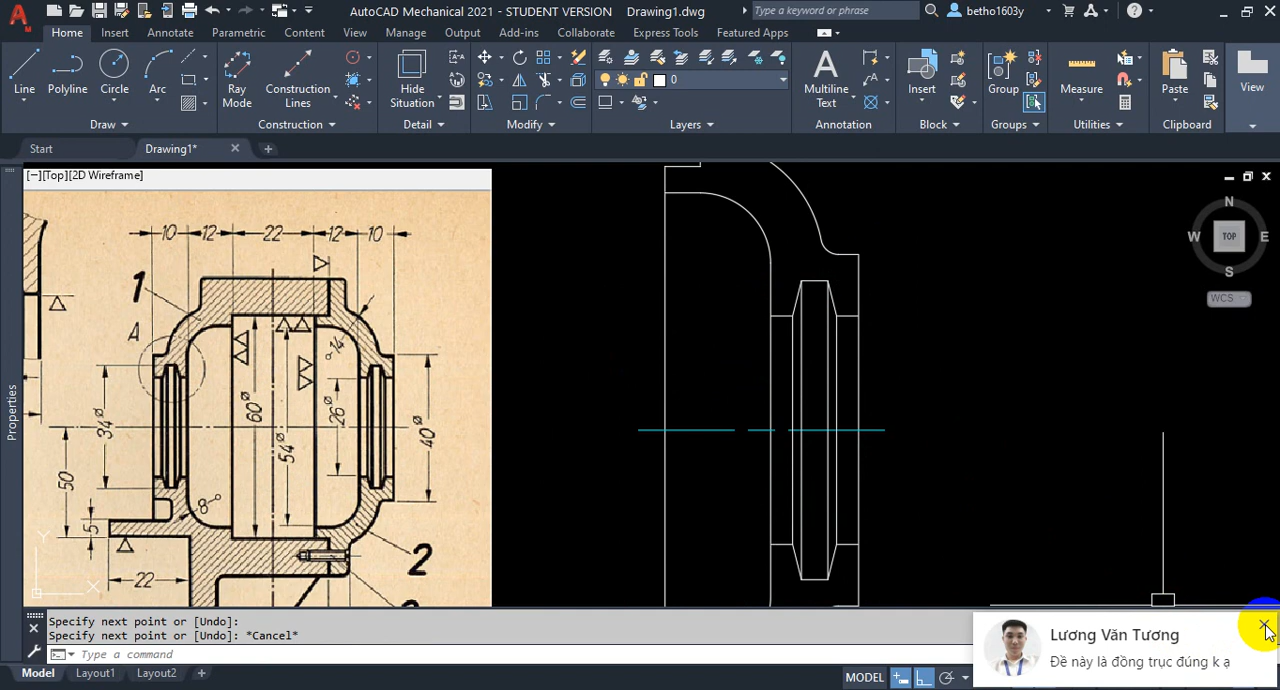 AutoCAD Mechanical 2021 - STUDENT VERSION Drawing1.dwg
Type a keyword or phrase
betho1603y
Home Insert Annotate Parametric Content View Manage Output Add-ins Collaborate Express Tools Featured Apps
Line Polyline Circle Arc
Ray Mode
Construction Lines
Hide Situation
0
Multiline Text
Insert
Group
Measure
Paste
View
Draw Construction Detail Modify Layers Annotation Block Groups Utilities Clipboard
Start Drawing1*
[−][Top][2D Wireframe]
Properties
10 12 22 12 10
1
A
14
60⌀
54⌀
26⌀
34⌀
40⌀
50
8
5
22
2
Y
X
N
W TOP E
S
WCS
Specify next point or [Undo]:
Specify next point or [Undo]: *Cancel*
Type a command
Model Layout1 Layout2
MODEL
Lương Văn Tương
Đề này là đồng trục đúng k ạ